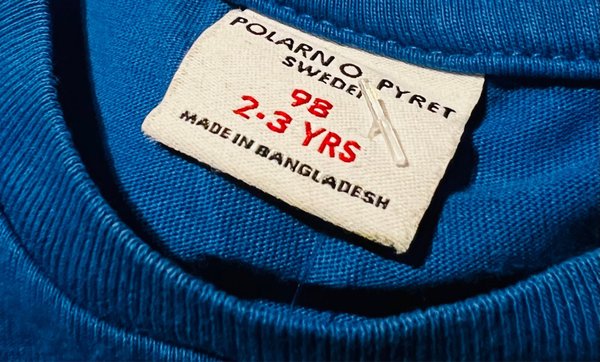 POLARN O. PYRET
SWEDEN
98
2-3 YRS
MADE IN BANGLADESH